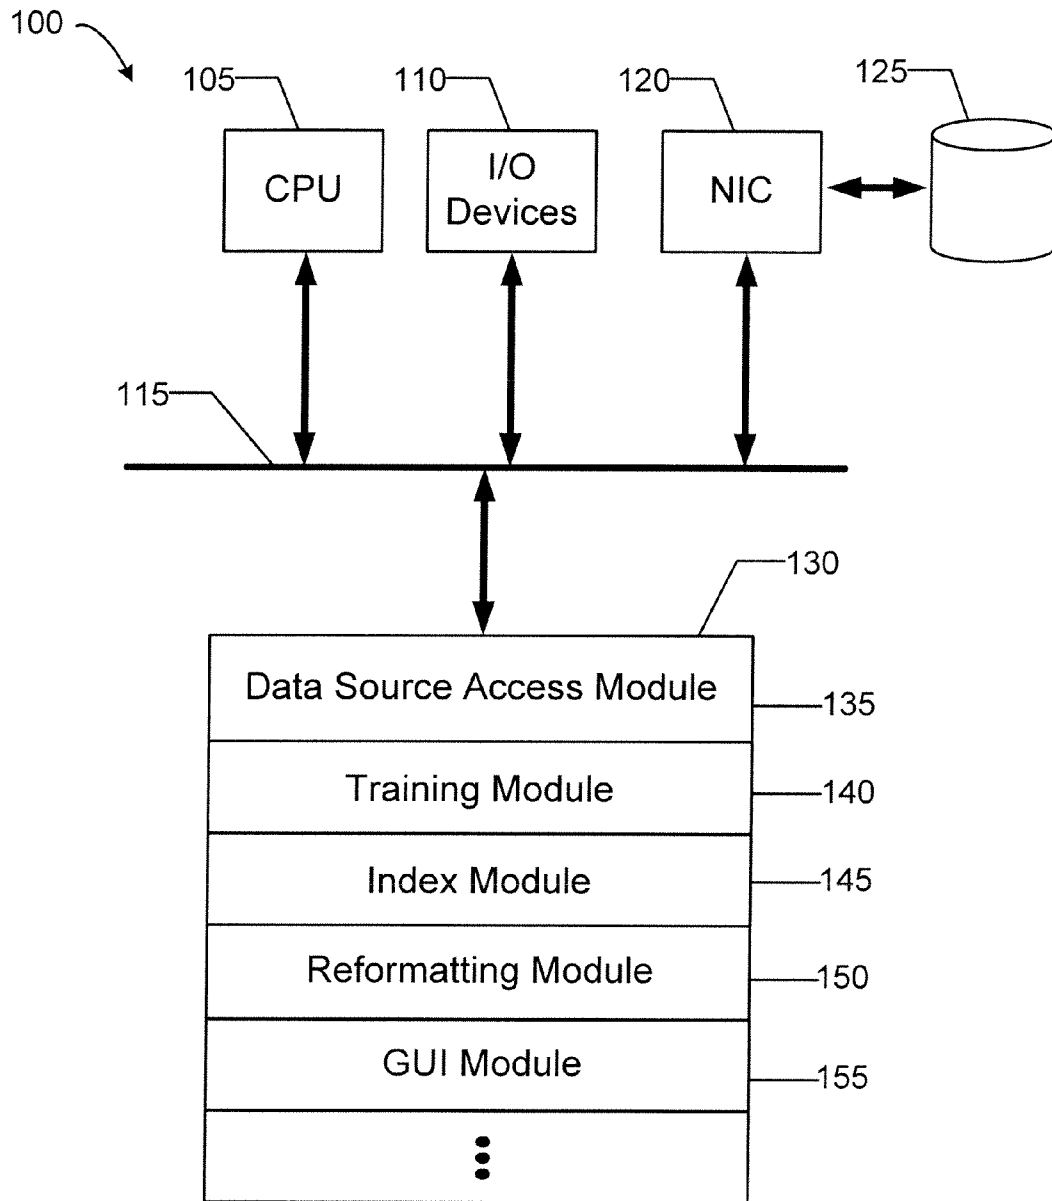 100
105
110
120
125
CPU
I/O
Devices
NIC
115
130
Data Source Access Module
135
Training Module
140
Index Module
145
Reformatting Module
150
GUI Module
155